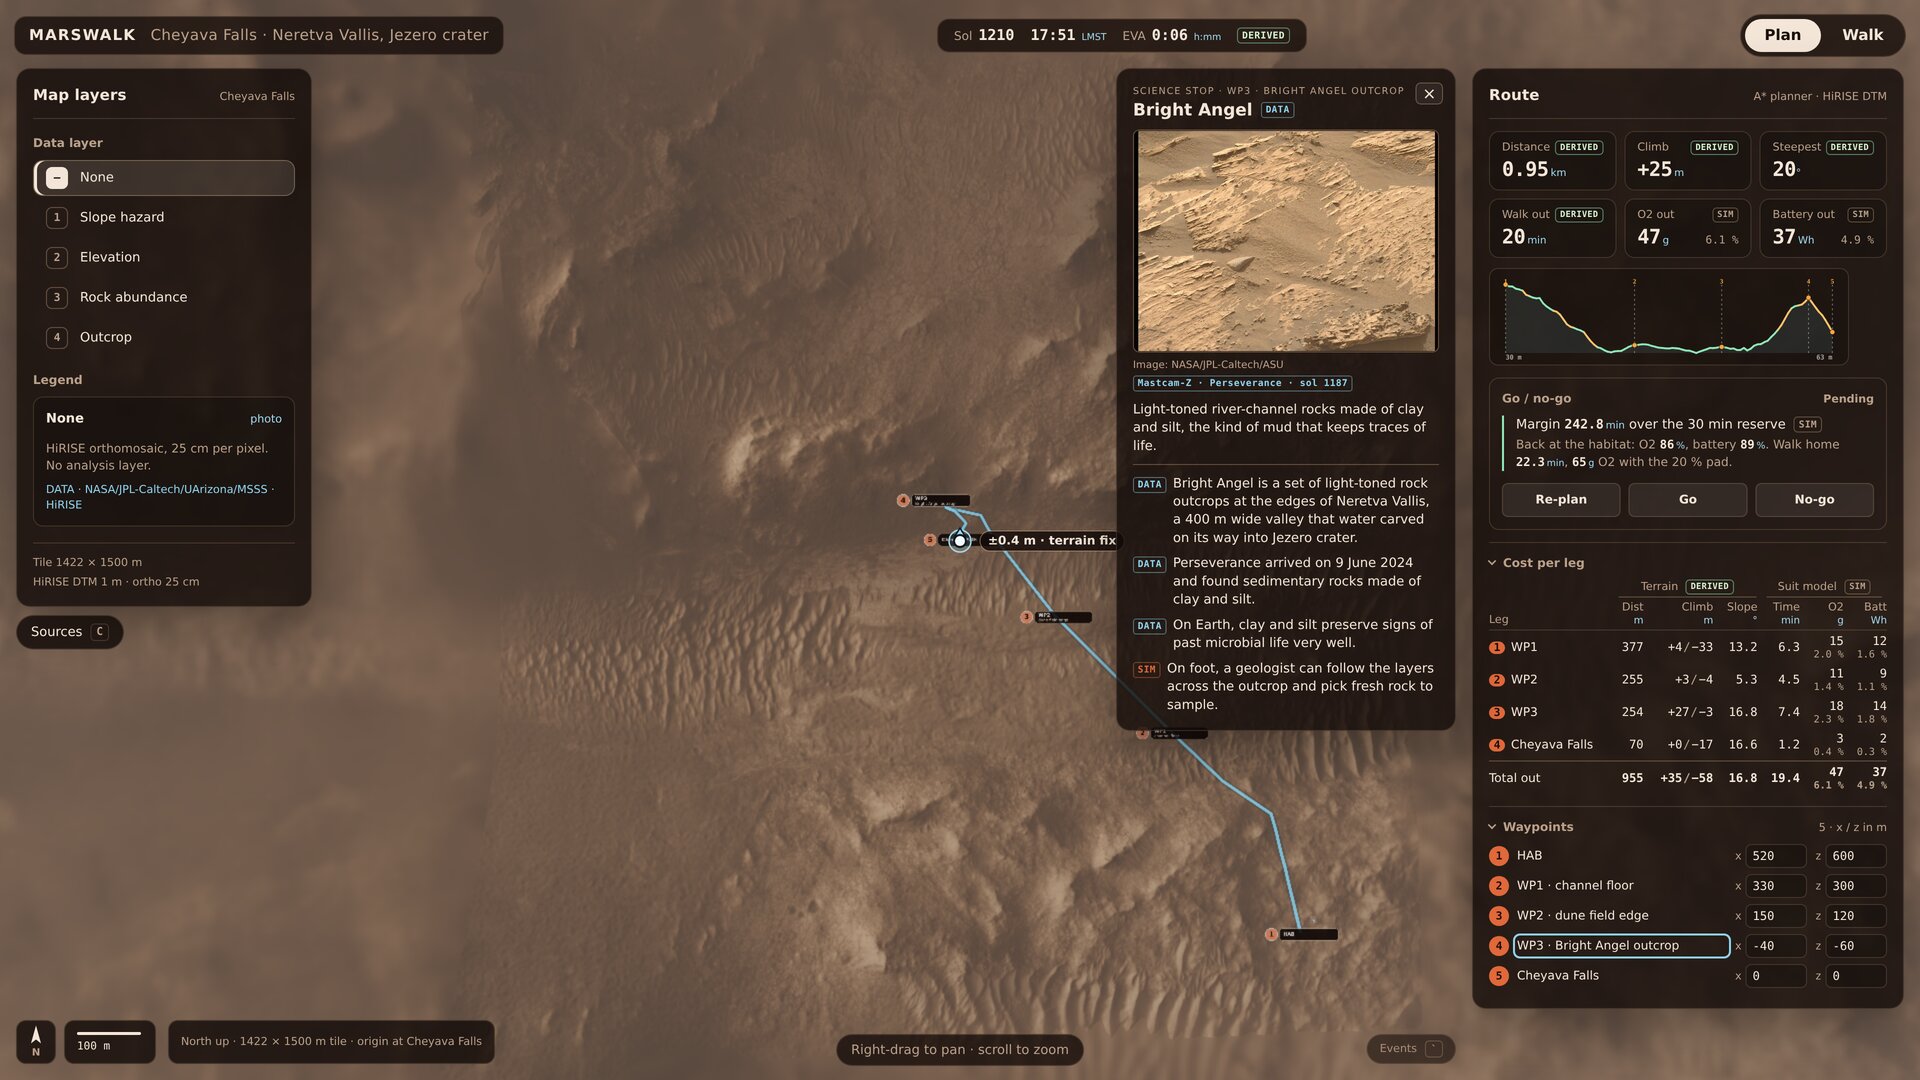 MARSWALK Cheyava Falls · Neretva Vallis, Jezero crater
Sol 1210 17:51 LMST EVA 0:06 h:mm DERIVED
Plan Walk
Map layers Cheyava Falls
Data layer
– None
1 Slope hazard
2 Elevation
3 Rock abundance
4 Outcrop
Legend
None photo
HiRISE orthomosaic, 25 cm per pixel.
No analysis layer.
DATA · NASA/JPL-Caltech/UArizona/MSSS ·
HiRISE
Tile 1422 × 1500 m
HiRISE DTM 1 m · ortho 25 cm
Sources C
4 WP3
5
±0.4 m · terrain fix
3 WP2
2 WP1
1 HAB
SCIENCE STOP · WP3 · BRIGHT ANGEL OUTCROP
Bright Angel DATA
Image: NASA/JPL-Caltech/ASU
Mastcam-Z · Perseverance · sol 1187
Light-toned river-channel rocks made of clay
and silt, the kind of mud that keeps traces of
life.
DATA Bright Angel is a set of light-toned rock
outcrops at the edges of Neretva Vallis,
a 400 m wide valley that water carved
on its way into Jezero crater.
DATA Perseverance arrived on 9 June 2024
and found sedimentary rocks made of
clay and silt.
DATA On Earth, clay and silt preserve signs of
past microbial life very well.
SIM On foot, a geologist can follow the layers
across the outcrop and pick fresh rock to
sample.
Route A* planner · HiRISE DTM
Distance DERIVED Climb DERIVED Steepest DERIVED
0.95 km +25 m 20 °
Walk out DERIVED O2 out SIM Battery out SIM
20 min 47 g 6.1 % 37 Wh 4.9 %
1 2 3 4 5
30 m 63 m
Go / no-go Pending
Margin 242.8 min over the 30 min reserve SIM
Back at the habitat: O2 86 %, battery 89 %. Walk home
22.3 min, 65 g O2 with the 20 % pad.
Re-plan Go No-go
Cost per leg
Terrain DERIVED Suit model SIM
Dist Climb Slope Time O2 Batt
Leg m m ° min g Wh
1 WP1 377 +4/−33 13.2 6.3 15 12
2.0 % 1.6 %
2 WP2 255 +3/−4 5.3 4.5 11 9
1.4 % 1.1 %
3 WP3 254 +27/−3 16.8 7.4 18 14
2.3 % 1.8 %
4 Cheyava Falls 70 +0/−17 16.6 1.2 3 2
0.4 % 0.3 %
Total out 955 +35/−58 16.8 19.4 47 37
6.1 % 4.9 %
Waypoints 5 · x / z in m
1 HAB x 520 z 600
2 WP1 · channel floor x 330 z 300
3 WP2 · dune field edge x 150 z 120
4 WP3 · Bright Angel outcrop x -40 z -60
5 Cheyava Falls x 0 z 0
N
100 m
North up · 1422 × 1500 m tile · origin at Cheyava Falls
Right-drag to pan · scroll to zoom
Events `